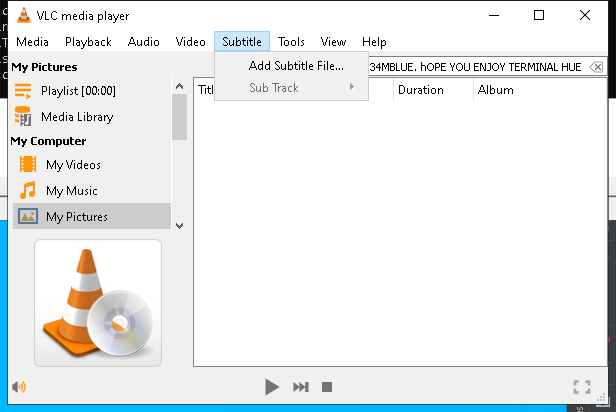 VLC media player
Media Playback Audio Video Subtitle Tools View Help
My Pictures
34MBLUE. hOPE YOU ENJOY TERMINAL HUE
Add Subtitle File...
Sub Track
Playlist [00:00]
Media Library
My Computer
My Videos
My Music
My Pictures
Titl Duration Album